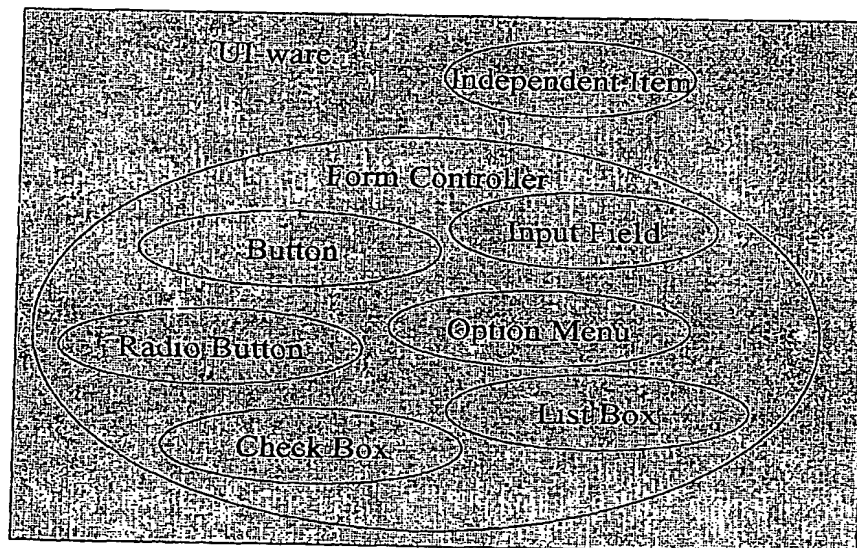 UI ware
Independent Item
Form Controller
Button
Input Field
Radio Button
Option Menu
Check Box
List Box